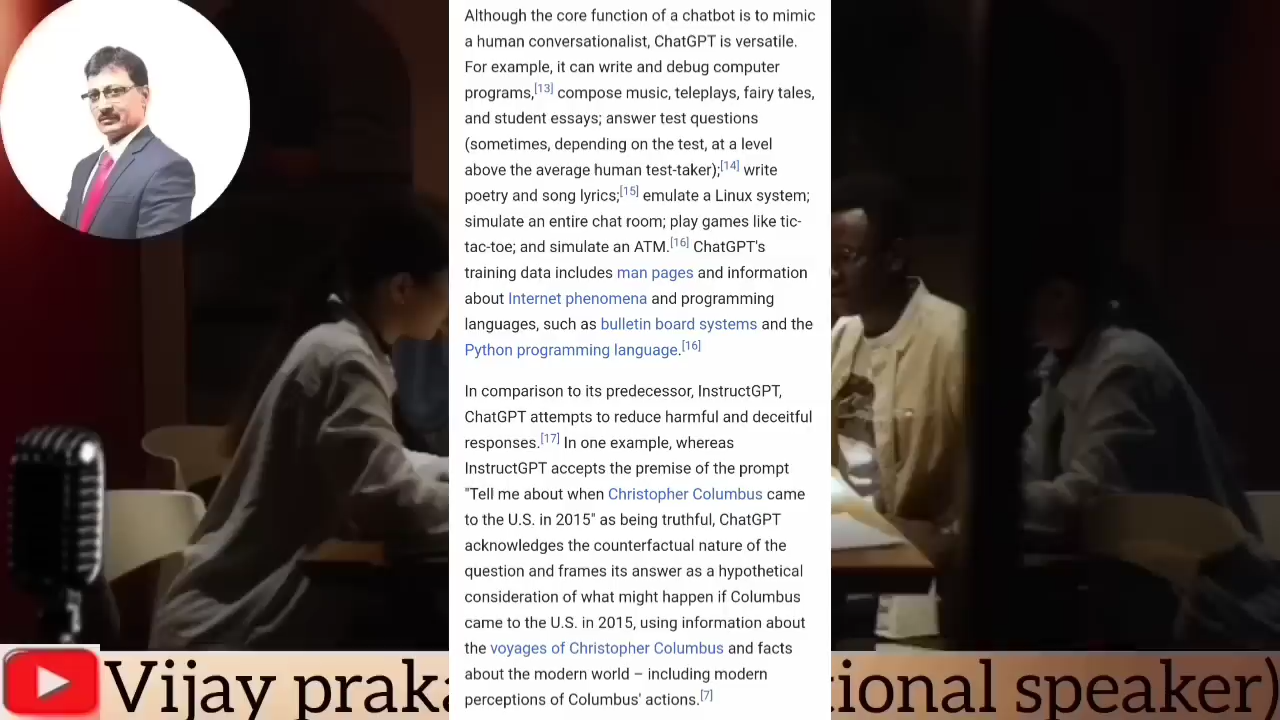 Although the core function of a chatbot is to mimic
a human conversationalist, ChatGPT is versatile.
For example, it can write and debug computer
programs,[13] compose music, teleplays, fairy tales,
and student essays; answer test questions
(sometimes, depending on the test, at a level
above the average human test-taker);[14] write
poetry and song lyrics;[15] emulate a Linux system;
simulate an entire chat room; play games like tic-
tac-toe; and simulate an ATM.[16] ChatGPT's
training data includes man pages and information
about Internet phenomena and programming
languages, such as bulletin board systems and the
Python programming language.[16]
In comparison to its predecessor, InstructGPT,
ChatGPT attempts to reduce harmful and deceitful
responses.[17] In one example, whereas
InstructGPT accepts the premise of the prompt
"Tell me about when Christopher Columbus came
to the U.S. in 2015" as being truthful, ChatGPT
acknowledges the counterfactual nature of the
question and frames its answer as a hypothetical
consideration of what might happen if Columbus
came to the U.S. in 2015, using information about
the voyages of Christopher Columbus and facts
about the modern world – including modern
perceptions of Columbus' actions.[7]
Vijay praka tional speaker)